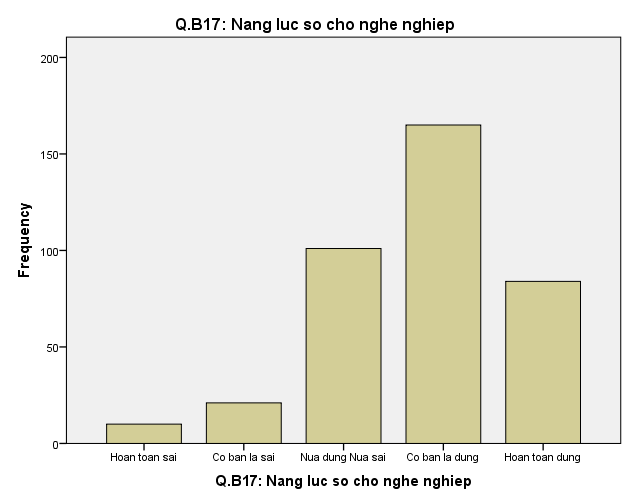 Q.B17: Nang luc so cho nghe nghiep
200
150
100
50
0
Frequency
Hoan toan sai
Co ban la sai
Nua dung Nua sai
Co ban la dung
Hoan toan dung
Q.B17: Nang luc so cho nghe nghiep